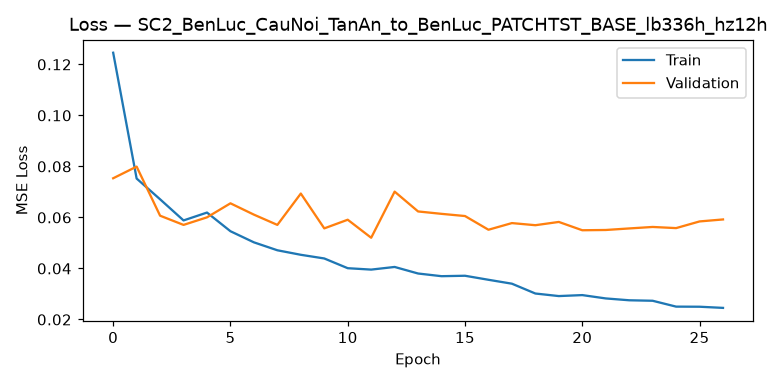 Loss — SC2_BenLuc_CauNoi_TanAn_to_BenLuc_PATCHTST_BASE_lb336h_hz12h
Train
Validation
MSE Loss
0.12
0.10
0.08
0.06
0.04
0.02
0 5 10 15 20 25
Epoch